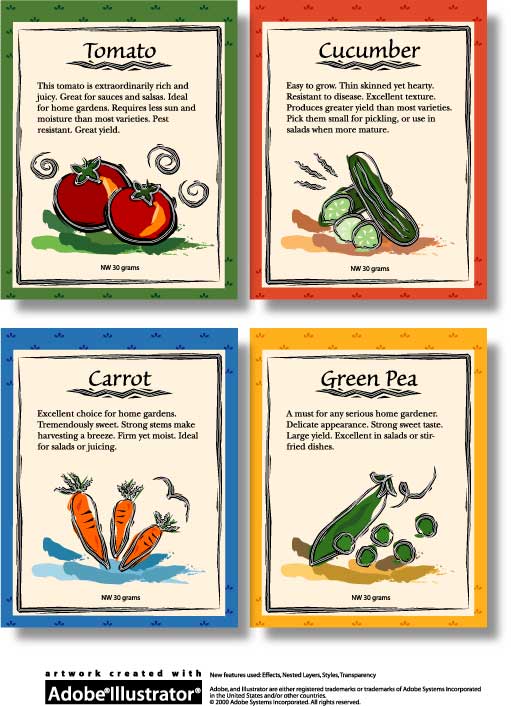 Tomato
This tomato is extraordinarily rich and
juicy. Great for sauces and salsas. Ideal
for home gardens. Requires less sun and
moisture than most varieties. Pest
resistant. Great yield.
NW 30 grams
Cucumber
Easy to grow. Thin skinned yet hearty.
Resistant to disease. Excellent texture.
Produces greater yield than most varieties.
Pick them small for pickling, or use in
salads when more mature.
NW 30 grams
Carrot
Excellent choice for home gardens.
Tremendously sweet. Strong stems make
harvesting a breeze. Firm yet moist. Ideal
for salads or juicing.
NW 30 grams
Green Pea
A must for any serious home gardener.
Delicate appearance. Strong sweet taste.
Large yield. Excellent in salads or stir-
fried dishes.
NW 30 grams
artwork created with
Adobe®Illustrator®
New features used: Effects, Nested Layers, Styles, Transparency
Adobe, and Illustrator are either registered trademarks or trademarks of Adobe Systems Incorporated
in the United States and/or other countries.
© 2000 Adobe Systems Incorporated. All rights reserved.